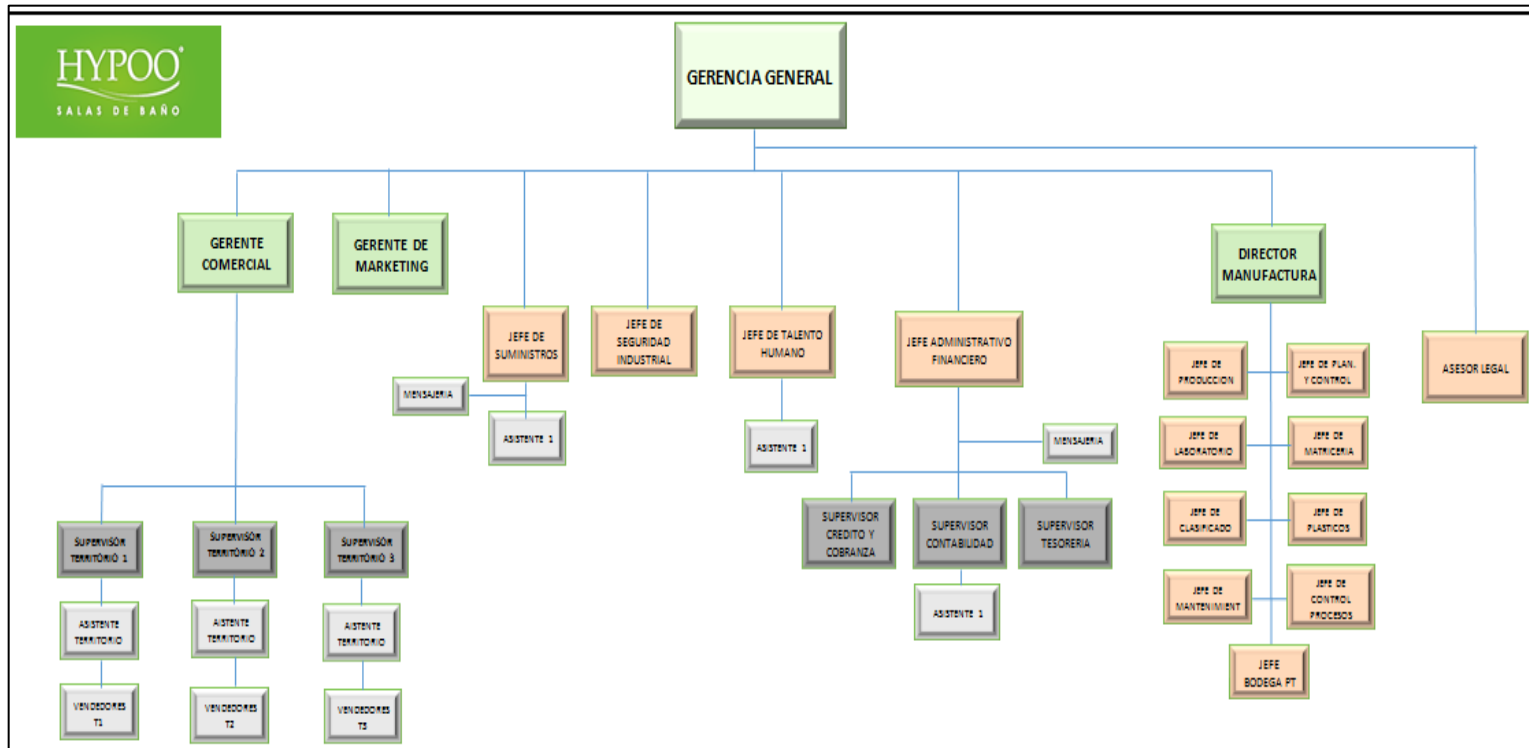 HYPOO
SALAS DE BAÑO
GERENCIA GENERAL
GERENTE
COMERCIAL
GERENTE DE
MARKETING
DIRECTOR
MANUFACTURA
JEFE DE
SUMINISTROS
JEFE DE
SEGURIDAD
INDUSTRIAL
JEFE DE TALENTO
HUMANO
JEFE ADMINISTRATIVO
FINANCIERO
ASESOR LEGAL
MENSAJERIA
ASISTENTE 1
ASISTENTE 1
MENSAJERIA
SUPERVISOR
CREDITO Y
COBRANZA
SUPERVISOR
CONTABILIDAD
SUPERVISOR
TESORERIA
ASISTENTE 1
JEFE DE
PRODUCCION
JEFE DE PLAN.
Y CONTROL
JEFE DE
LABORATORIO
JEFE DE
MATRICERIA
JEFE DE
CLASIFICADO
JEFE DE
PLASTICOS
JEFE DE
MANTENIMIENT
JEFE DE
CONTROL
PROCESOS
JEFE
BODEGA PT
SUPERVISOR
TERRITORIO 1
SUPERVISOR
TERRITORIO 2
SUPERVISOR
TERRITORIO 3
ASISTENTE
TERRITORIO
AISTENTE
TERRITORIO
AISTENTE
TERRITORIO
VENDEDORES
T1
VENDEDORES
T2
VENDEDORES
T3